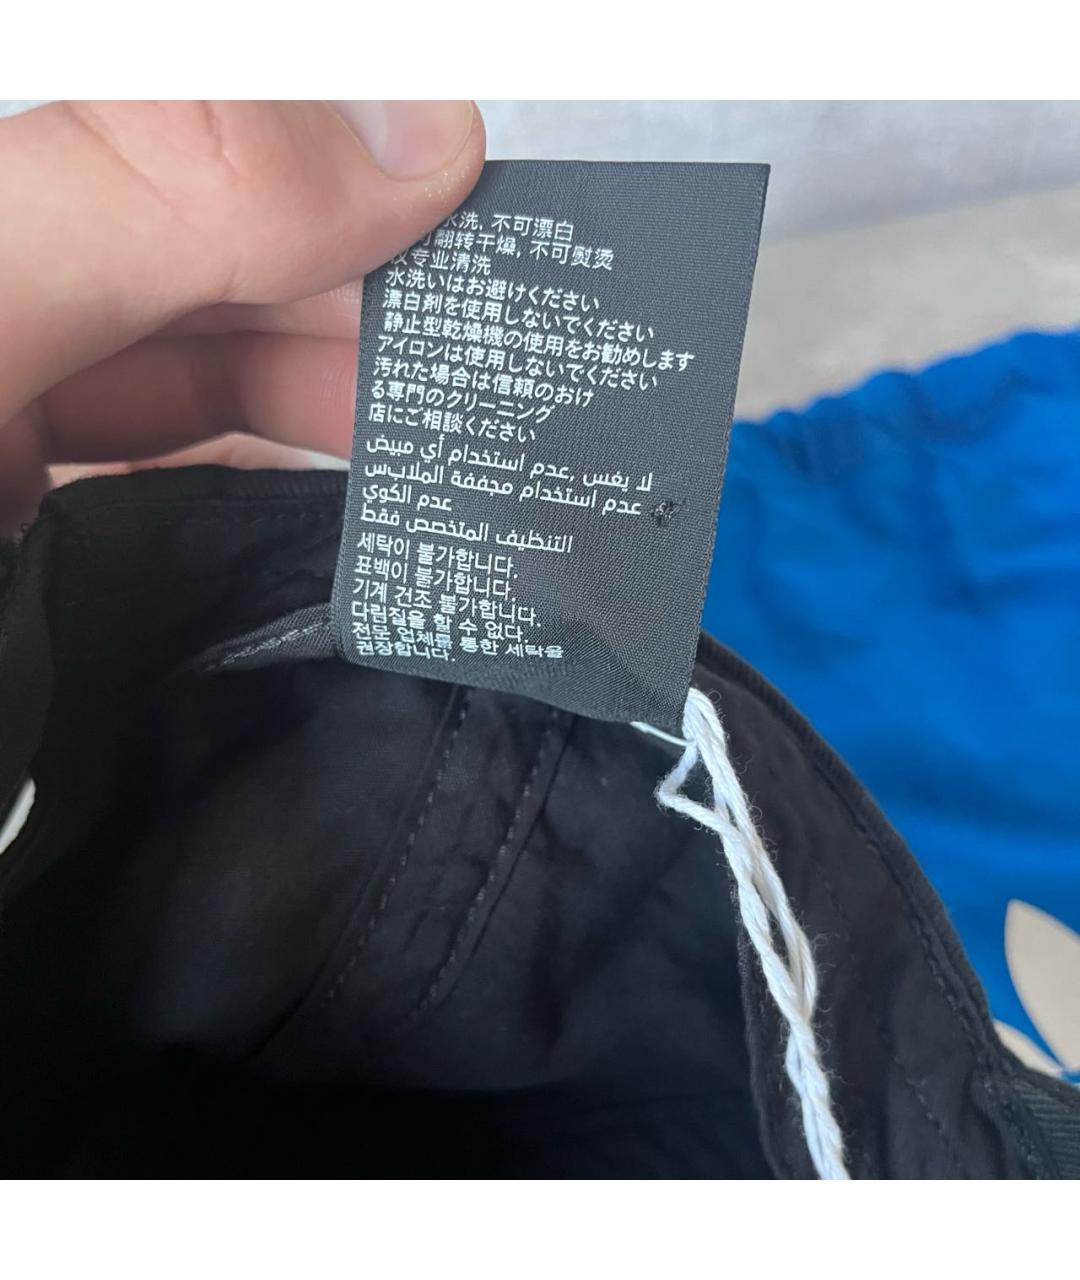 水洗, 不可漂白
可翻转干燥, 不可熨烫
仅专业清洗
水洗いはお避けください
漂白剤を使用しないでください
静止型乾燥機の使用をお勧めします
アイロンは使用しないでください
汚れた場合は信頼のおけ
る専門のクリーニング
店にご相談ください
لا يغس ,عدم استخدام أي مبيض
عدم استخدام مجففة الملابس
عدم الكوي
التنظيف المتخصص فقط
세탁이 불가합니다.
표백이 불가합니다.
기계 건조 불가합니다.
다림질을 할 수 없다
전문 업체를 통한 세탁을
권장합니다.